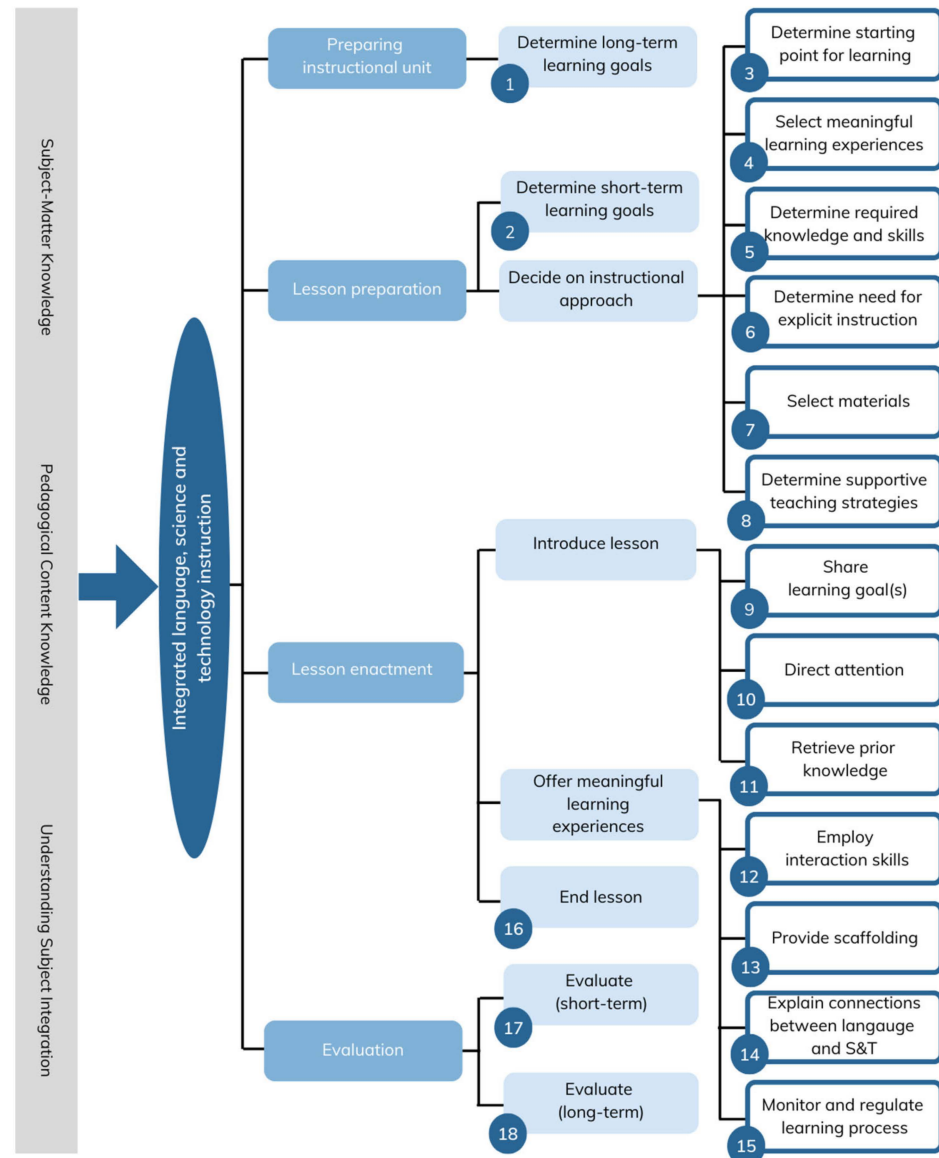 Subject-Matter Knowledge
Pedagogical Content Knowledge
Understanding Subject Integration
Integrated language, science and
technology instruction
Preparing
instructional unit
Determine long-term
learning goals
1
Lesson preparation
Determine short-term
learning goals
2
Decide on instructional
approach
Determine starting
point for learning
3
Select meaningful
learning experiences
4
Determine required
knowledge and skills
5
Determine need for
explicit instruction
6
Select materials
7
Determine supportive
teaching strategies
8
Lesson enactment
Introduce lesson
Share
learning goal(s)
9
Direct attention
10
Retrieve prior
knowledge
11
Offer meaningful
learning
experiences
Employ
interaction skills
12
Provide scaffolding
13
Explain connections
between langauge
and S&T
14
Monitor and regulate
learning process
15
End lesson
16
Evaluation
Evaluate
(short-term)
17
Evaluate
(long-term)
18